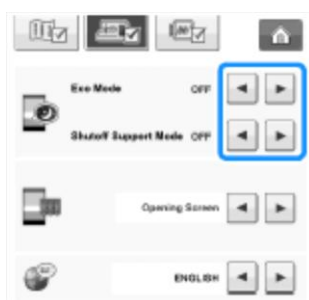 Eco Mode OFF
Shutoff Support Mode OFF
Opening Screen
ENGLISH